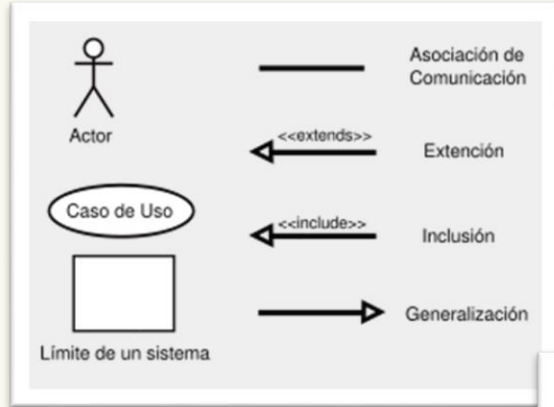 Actor
Asociación de
Comunicación
<<extends>>
Extención
Caso de Uso
<<include>>
Inclusión
Límite de un sistema
Generalización